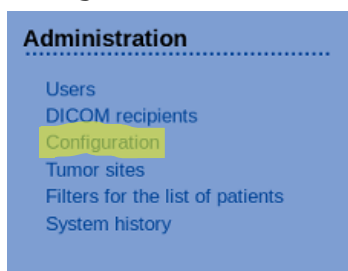 Administration
Users
DICOM recipients
Configuration
Tumor sites
Filters for the list of patients
System history